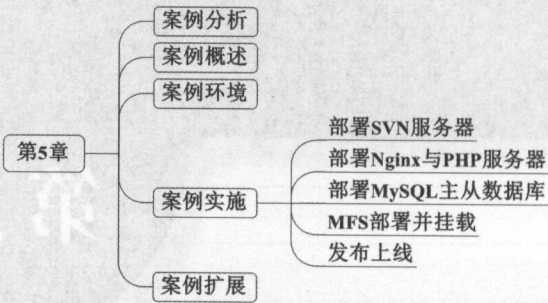 案例分析
案例概述
案例环境
第5章
案例实施
部署SVN服务器
部署Nginx与PHP服务器
部署MySQL主从数据库
MFS部署并挂载
发布上线
案例扩展